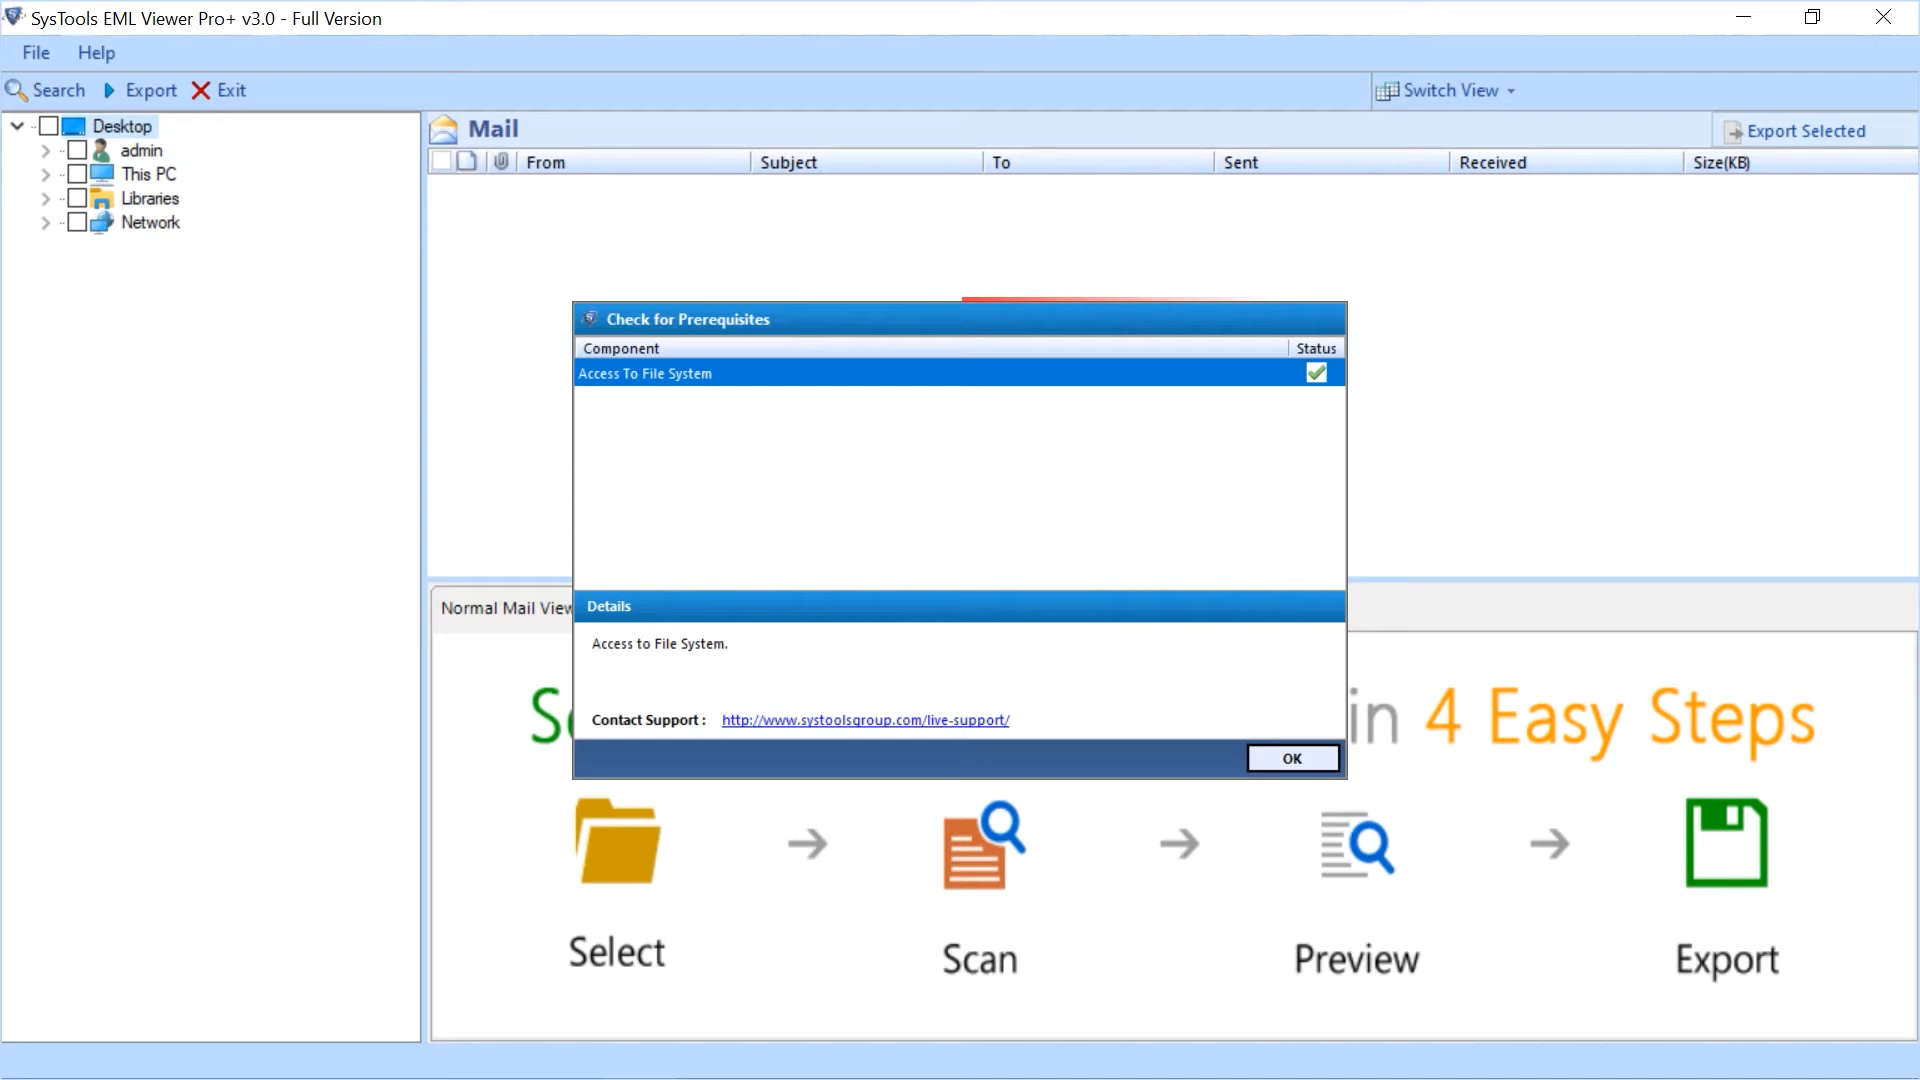 SysTools EML Viewer Pro+ v3.0 - Full Version
File Help
Search Export Exit Switch View
Desktop
admin
This PC
Libraries
Network
Mail Export Selected
From Subject To Sent Received Size(KB)
Check for Prerequisites
Component Status
Access To File System
Details
Access to File System.
Contact Support : http://www.systoolsgroup.com/live-support/
OK
Normal Mail View
in 4 Easy Steps
Select Scan Preview Export